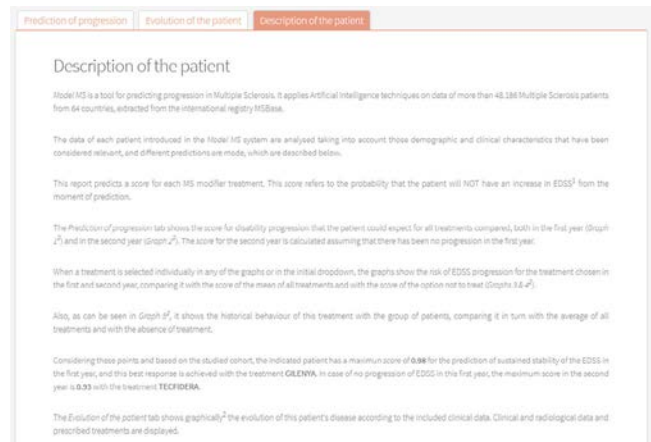 Prediction of progression Evolution of the patient Description of the patient
Description of the patient
Model MS is a tool for predicting progression in Multiple Sclerosis. It applies Artificial Intelligence techniques on data of more than 48,186 Multiple Sclerosis patients
from 64 countries, extracted from the international registry MSBase.
The data of each patient introduced in the Model MS system are analysed taking into account those demographic and clinical characteristics that have been
considered relevant, and different predictions are made, which are described below.
This report predicts a score for each MS modifier treatment. This score refers to the probability that the patient will NOT have an increase in EDSS1 from the
moment of prediction.
The Prediction of progression tab shows the score for disability progression that the patient could expect for all treatments compared, both in the first year (Graph
1²) and in the second year (Graph 2²). The score for the second year is calculated assuming that there has been no progression in the first year.
When a treatment is selected individually in any of the graphs or in the initial dropdown, the graphs show the risk of EDSS progression for the treatment chosen in
the first and second year, comparing it with the score of the mean of all treatments and with the score of the option not to treat (Graphs 3 & 4²).
Also, as can be seen in Graph 5², it shows the historical behaviour of this treatment with the group of patients, comparing it in turn with the average of all
treatments and with the absence of treatment.
Considering these points and based on the studied cohort, the indicated patient has a maximun score of 0.98 for the prediction of sustained stability of the EDSS in
the first year, and this best response is achieved with the treatment GILENYA. In case of no progression of EDSS in this first year, the maximum score in the second
year is 0.93 with the treatment TECFIDERA.
The Evolution of the patient tab shows graphically² the evolution of this patient's disease according to the included clinical data. Clinical and radiological data and
prescribed treatments are displayed.